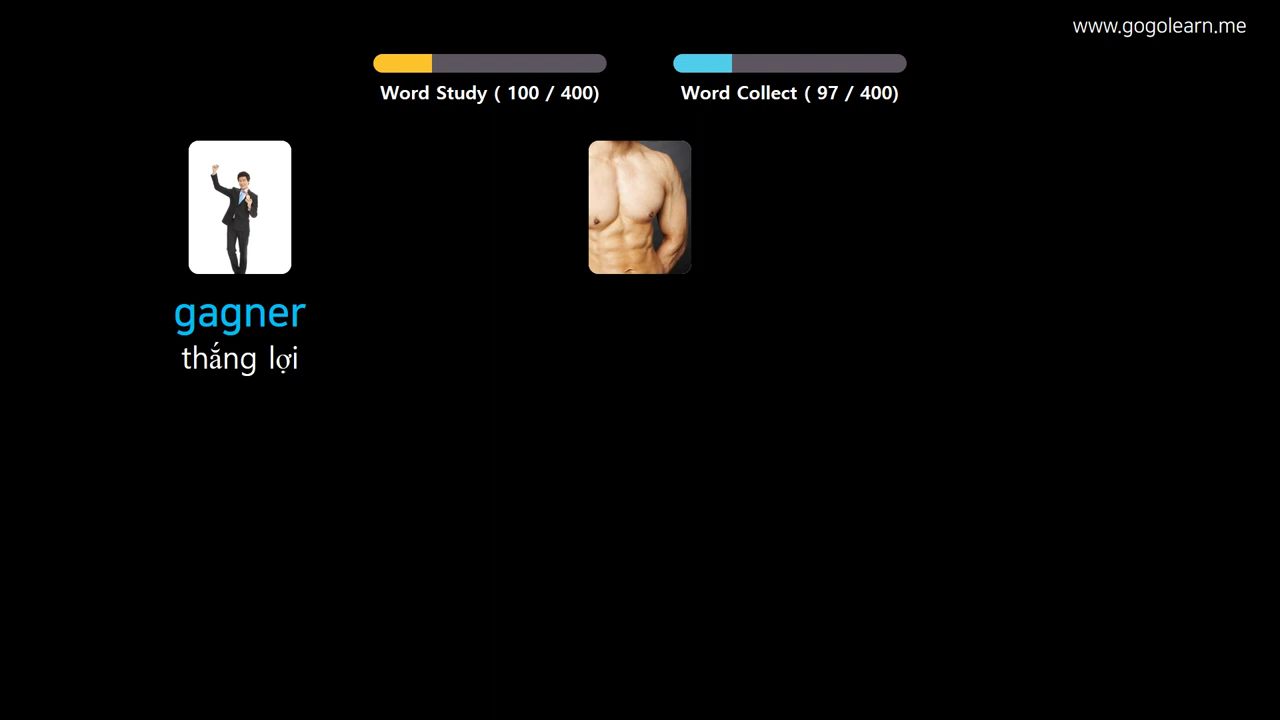 www.gogolearn.me
Word Study ( 100 / 400)
Word Collect ( 97 / 400)
gagner
thắng lợi